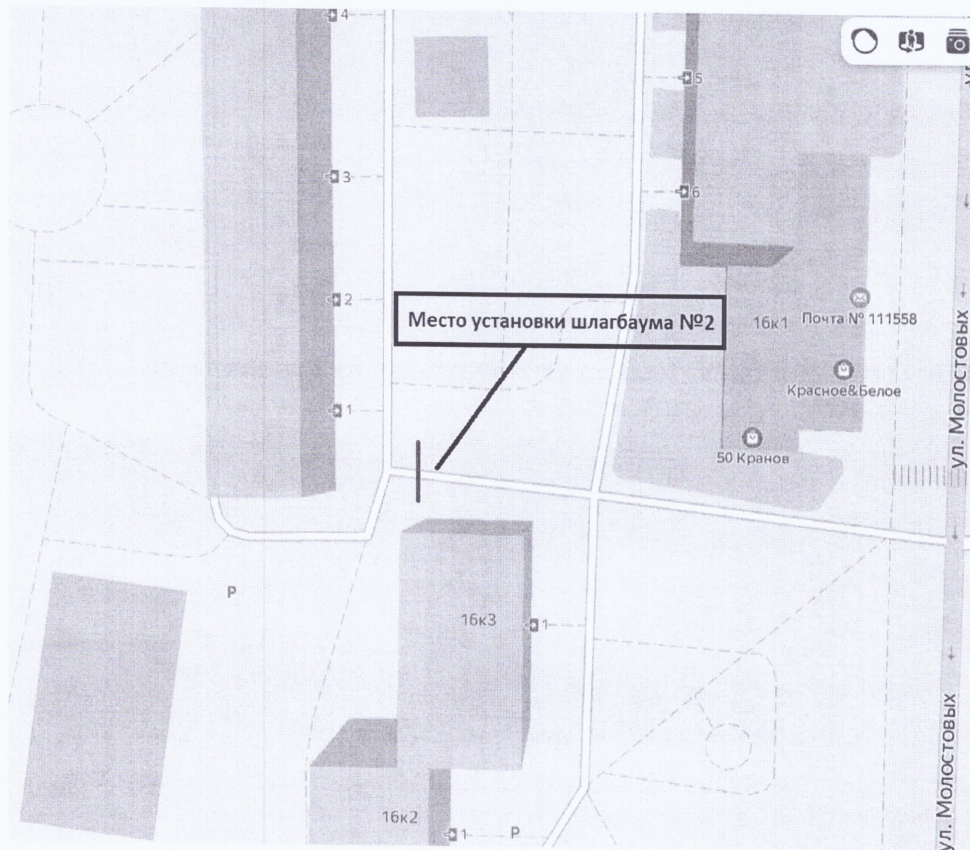 4
5
3
6
2
Место установки шлагбаума №2
16к1
Почта № 111558
ул. Молостовых
Красное&Белое
1
50 Кранов
P
16к3
1
ул. Молостовых
16к2
1
P